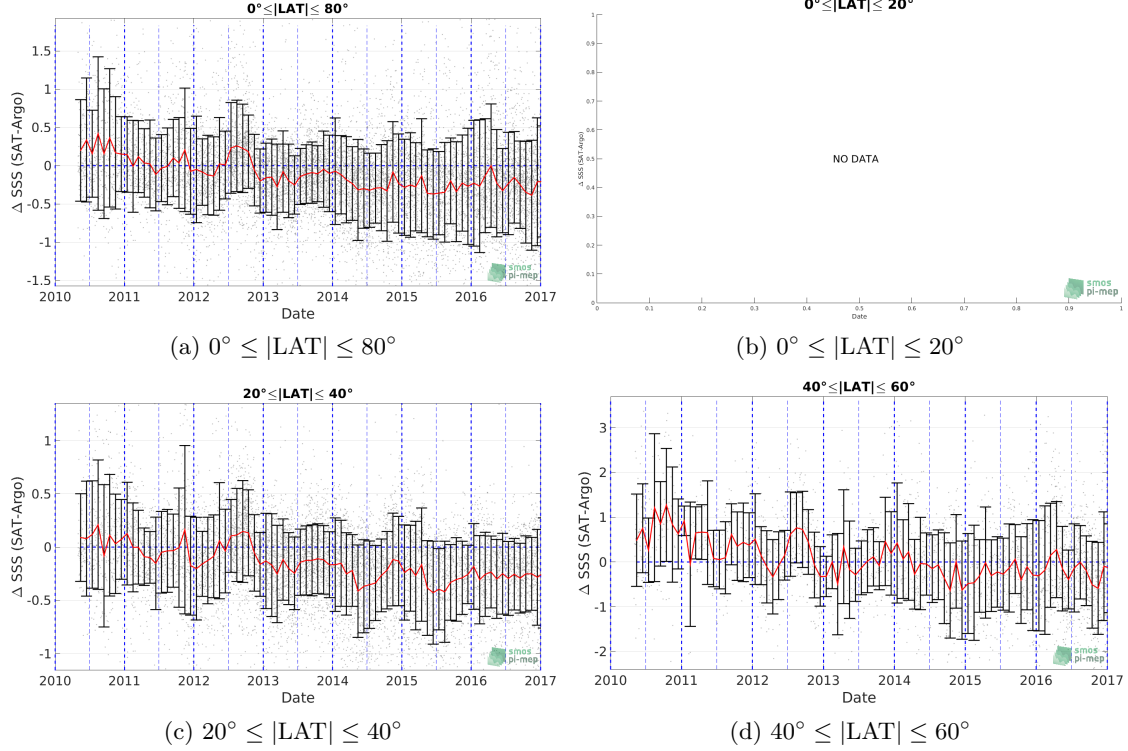 0°≤|LAT|≤ 80°
Δ SSS (SAT-Argo)
1.5
1
0.5
0
-0.5
-1
-1.5
2010 2011 2012 2013 2014 2015 2016 2017
Date
smos
pi-mep
(a) 0° ≤ |LAT| ≤ 80°
0°≤|LAT|≤ 20°
Δ SSS (SAT-Argo)
1
0.9
0.8
0.7
0.6
0.5
0.4
0.3
0.2
0.1
0
NO DATA
0 0.1 0.2 0.3 0.4 0.5 0.6 0.7 0.8 0.9 1
Date
smos
pi-mep
(b) 0° ≤ |LAT| ≤ 20°
20°≤|LAT|≤ 40°
Δ SSS (SAT-Argo)
1
0.5
0
-0.5
-1
2010 2011 2012 2013 2014 2015 2016 2017
Date
smos
pi-mep
(c) 20° ≤ |LAT| ≤ 40°
40°≤|LAT|≤ 60°
Δ SSS (SAT-Argo)
3
2
1
0
-1
-2
2010 2011 2012 2013 2014 2015 2016 2017
Date
smos
pi-mep
(d) 40° ≤ |LAT| ≤ 60°